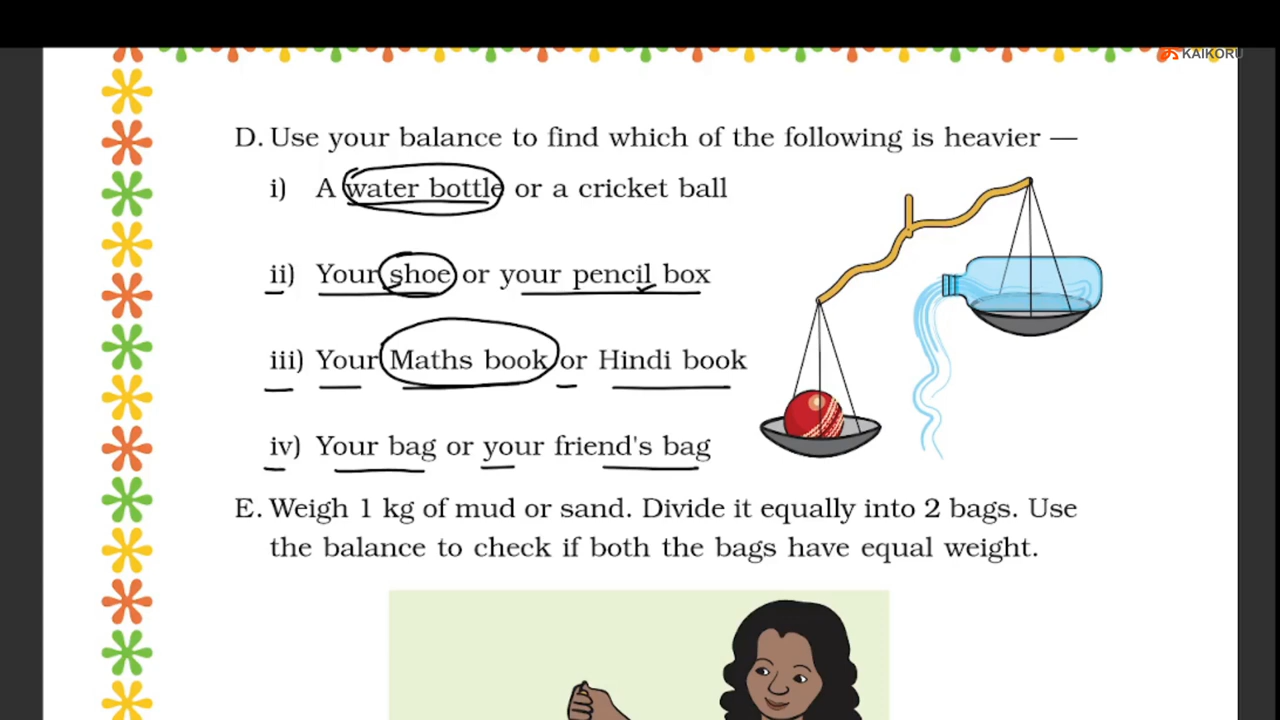 KAIKORU
D. Use your balance to find which of the following is heavier —
i) A water bottle or a cricket ball
ii) Your shoe or your pencil box
iii) Your Maths book or Hindi book
iv) Your bag or your friend's bag
E. Weigh 1 kg of mud or sand. Divide it equally into 2 bags. Use
the balance to check if both the bags have equal weight.